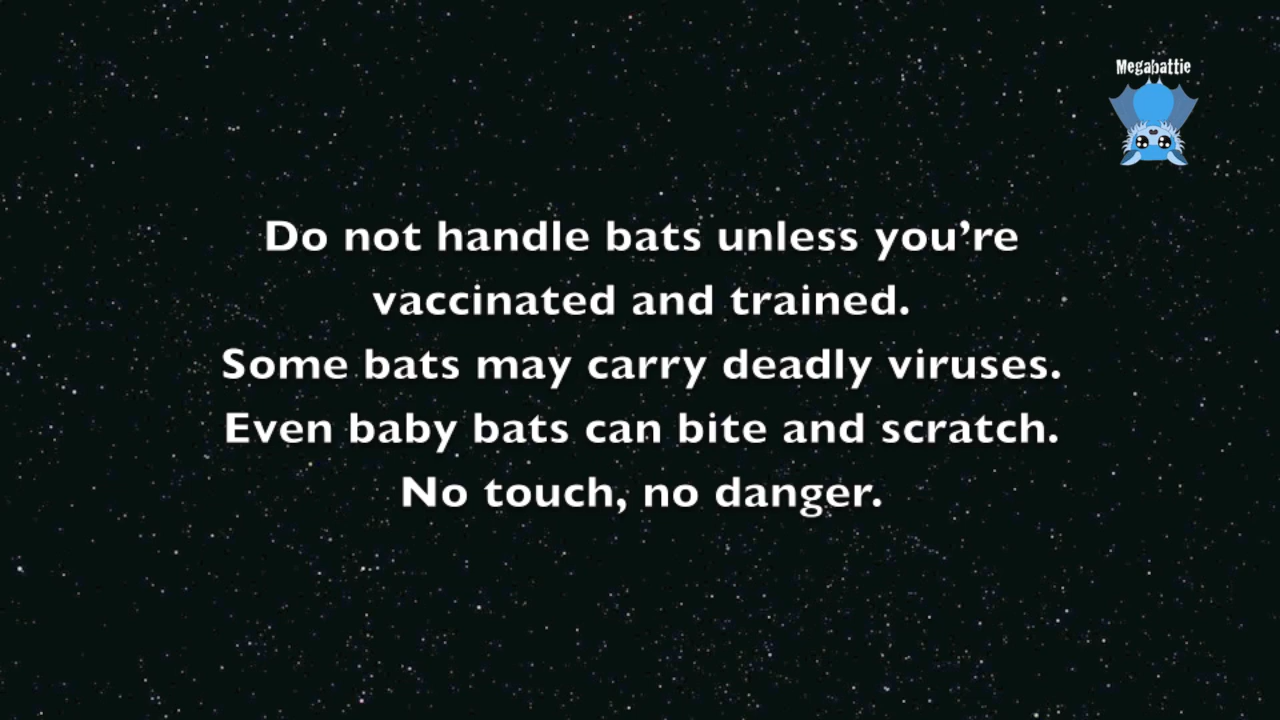 Megabattie
Do not handle bats unless you’re
vaccinated and trained.
Some bats may carry deadly viruses.
Even baby bats can bite and scratch.
No touch, no danger.